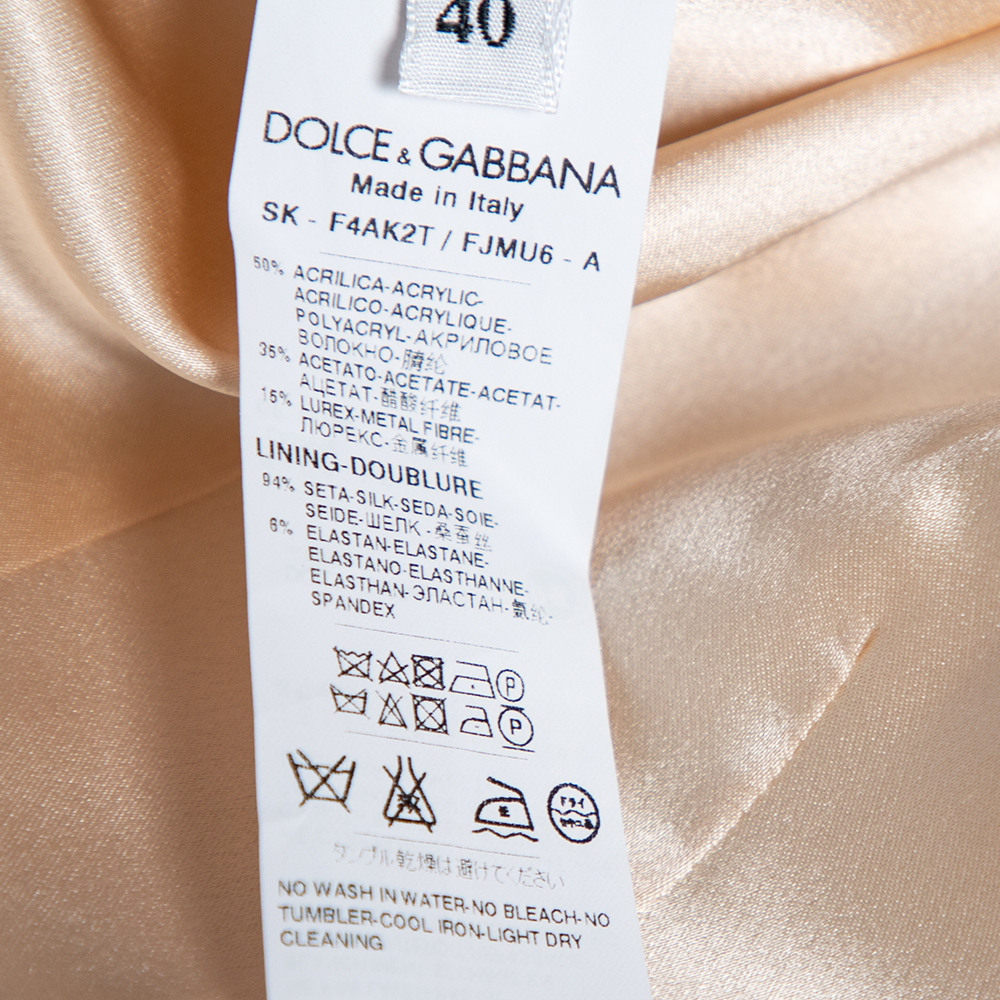 40
DOLCE & GABBANA
Made in Italy
SK - F4AK2T / FJMU6 - A
50% ACRILICA-ACRYLIC-
ACRILICO-ACRYLIQUE-
POLYACRYL-АКРИЛОВОЕ
ВОЛОКНО-腈纶
35% ACETATO-ACETATE-ACETAT-
АЦЕТАТ-醋酸纤维
15% LUREX-METAL FIBRE-
ЛЮРЕКС-金属纤维
LINING-DOUBLURE
94% SETA-SILK-SEDA-SOIE-
SEIDE-ШЕЛК-桑蚕丝
6% ELASTAN-ELASTANE-
ELASTANO-ELASTHANNE-
ELASTHAN-ЭЛАСТАН-氨纶-
SPANDEX
P
P
ドライ
タンブル乾燥は避けてください
NO WASH IN WATER-NO BLEACH-NO
TUMBLER-COOL IRON-LIGHT DRY
CLEANING